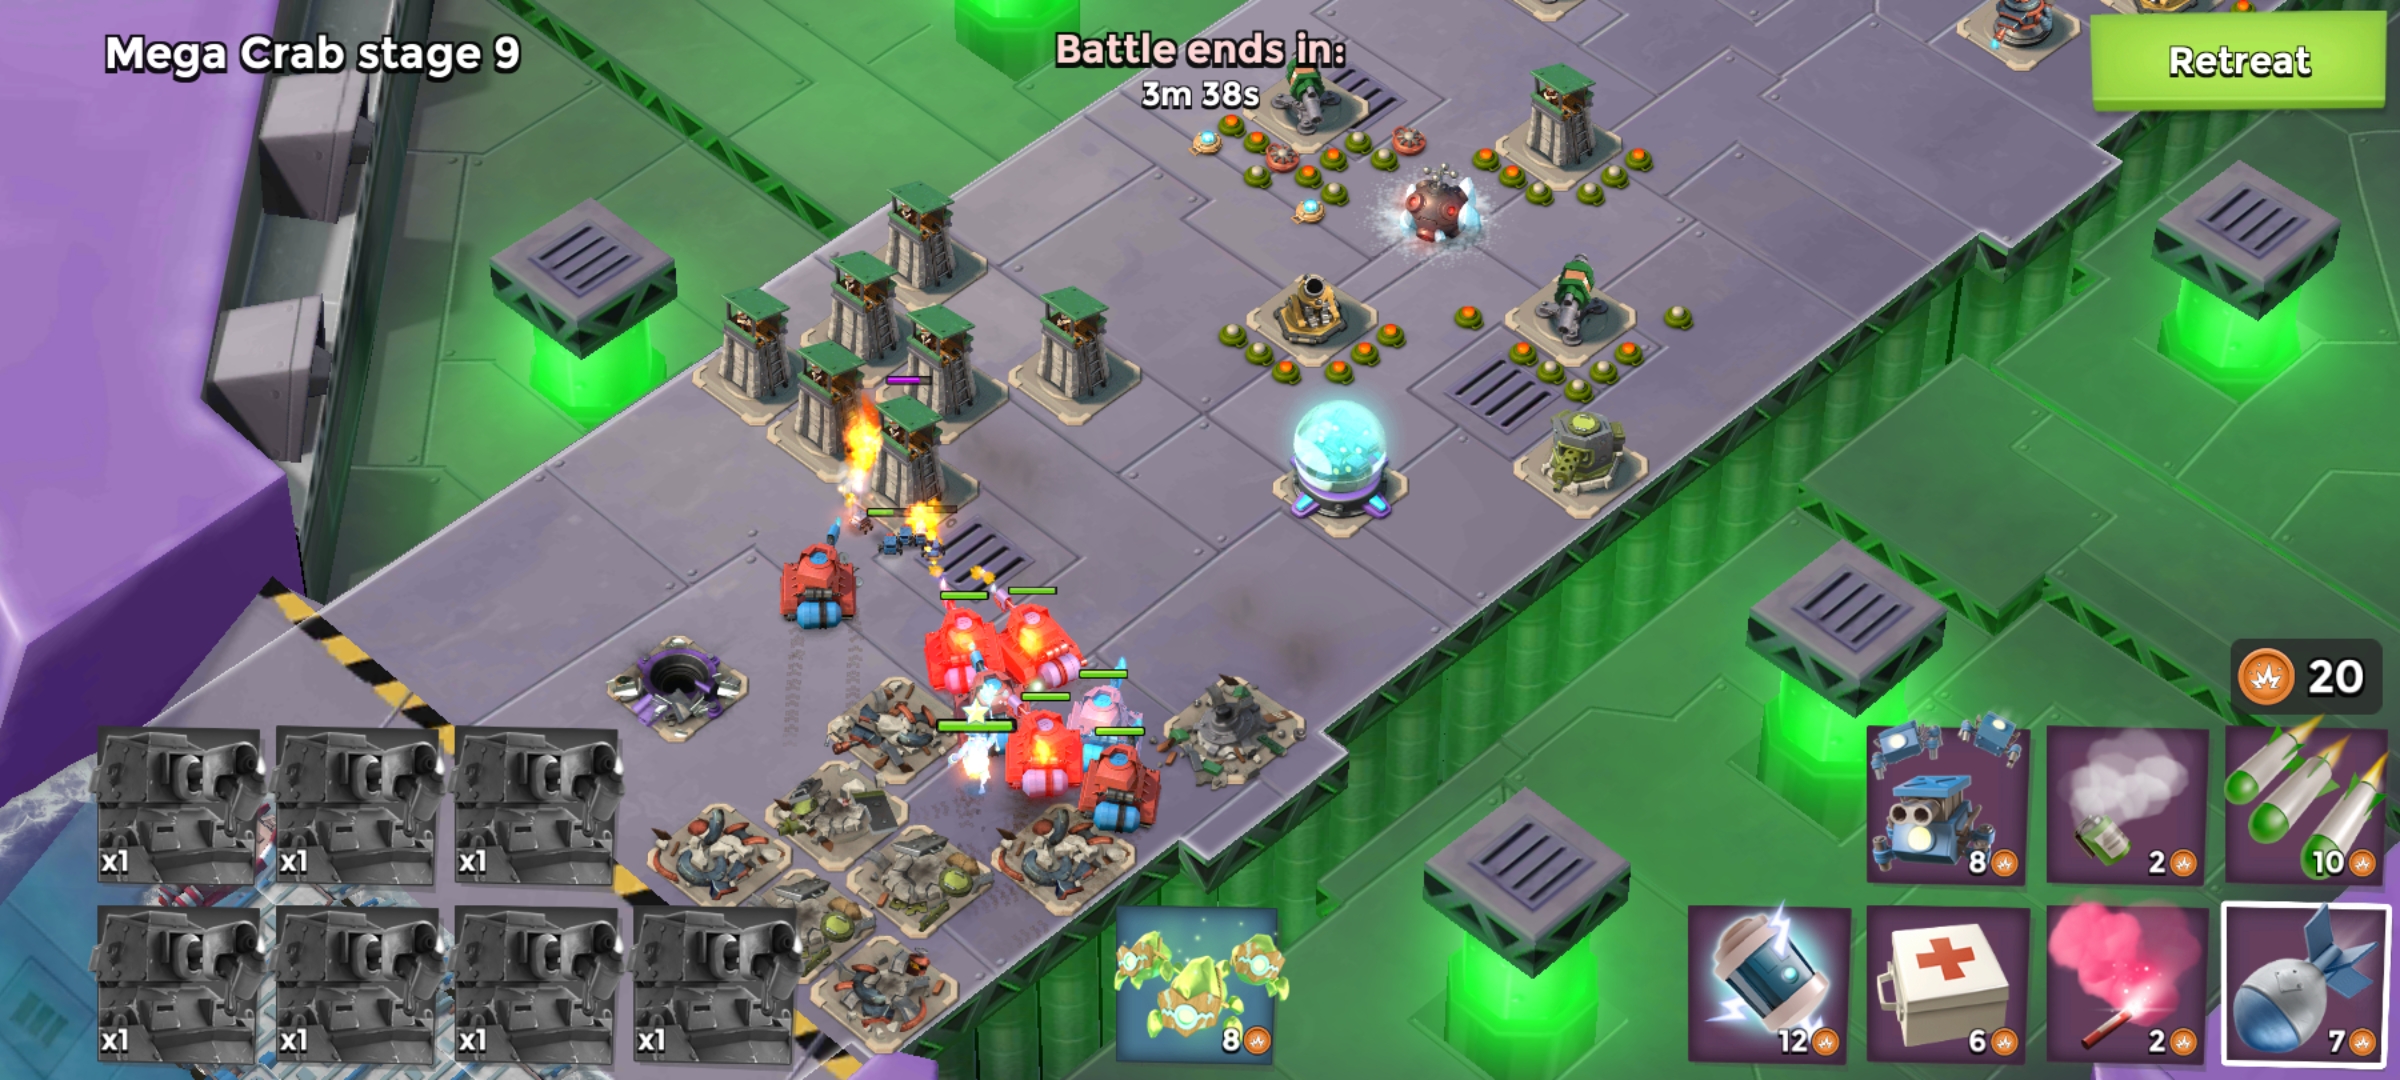 Mega Crab stage 9
Battle ends in:
3m 38s
Retreat
20
8
2
10
x1
x1
x1
x1
x1
x1
x1
8
12
6
2
7